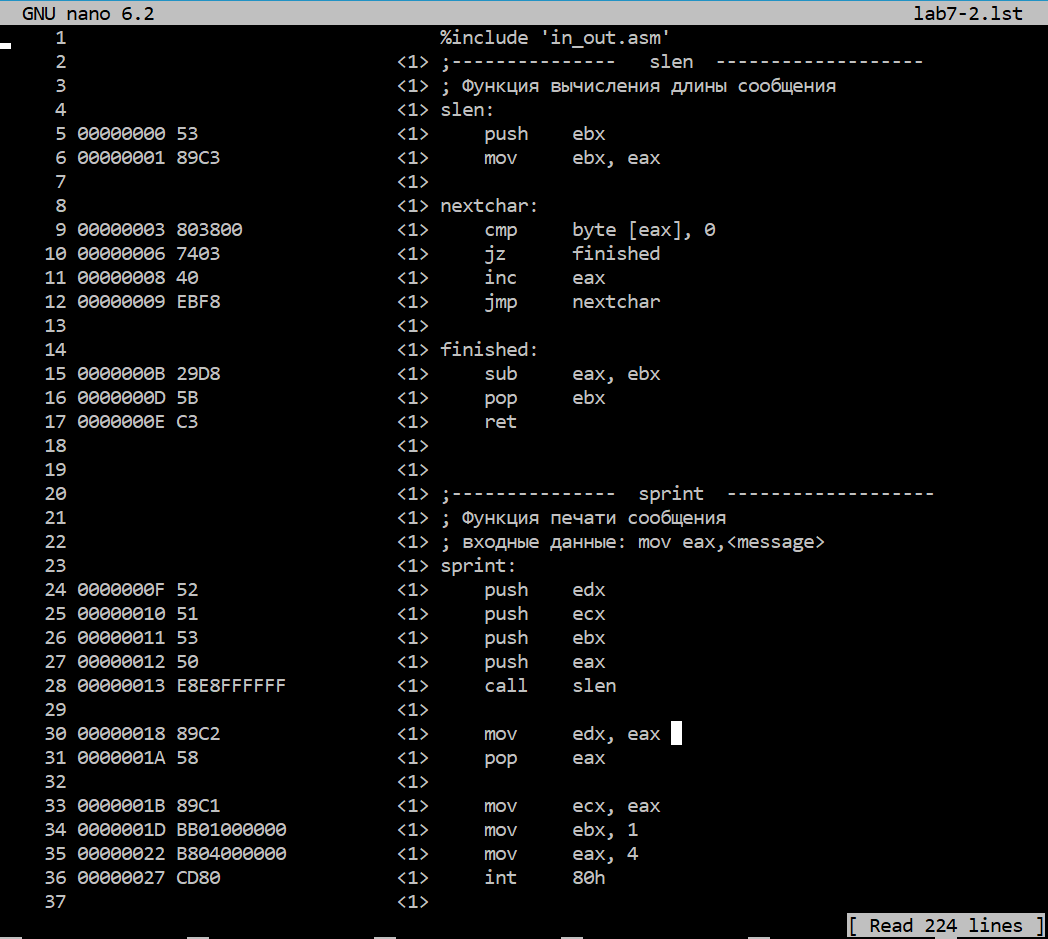 GNU nano 6.2 lab7-2.lst
1 %include 'in_out.asm'
2 <1> ;--------------- slen -------------------
3 <1> ; Функция вычисления длины сообщения
4 <1> slen:
5 00000000 53 <1> push ebx
6 00000001 89C3 <1> mov ebx, eax
7 <1>
8 <1> nextchar:
9 00000003 803800 <1> cmp byte [eax], 0
10 00000006 7403 <1> jz finished
11 00000008 40 <1> inc eax
12 00000009 EBF8 <1> jmp nextchar
13 <1>
14 <1> finished:
15 0000000B 29D8 <1> sub eax, ebx
16 0000000D 5B <1> pop ebx
17 0000000E C3 <1> ret
18 <1>
19 <1>
20 <1> ;--------------- sprint -------------------
21 <1> ; Функция печати сообщения
22 <1> ; входные данные: mov eax,<message>
23 <1> sprint:
24 0000000F 52 <1> push edx
25 00000010 51 <1> push ecx
26 00000011 53 <1> push ebx
27 00000012 50 <1> push eax
28 00000013 E8E8FFFFFF <1> call slen
29 <1>
30 00000018 89C2 <1> mov edx, eax
31 0000001A 58 <1> pop eax
32 <1>
33 0000001B 89C1 <1> mov ecx, eax
34 0000001D BB01000000 <1> mov ebx, 1
35 00000022 B804000000 <1> mov eax, 4
36 00000027 CD80 <1> int 80h
37 <1>
[ Read 224 lines ]